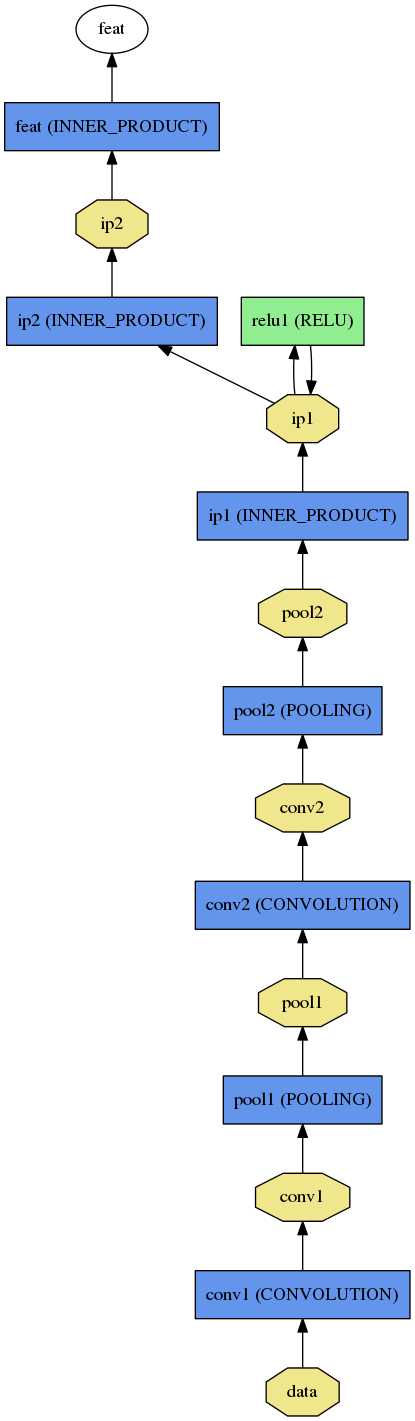 feat
feat (INNER_PRODUCT)
ip2
ip2 (INNER_PRODUCT)
relu1 (RELU)
ip1
ip1 (INNER_PRODUCT)
pool2
pool2 (POOLING)
conv2
conv2 (CONVOLUTION)
pool1
pool1 (POOLING)
conv1
conv1 (CONVOLUTION)
data